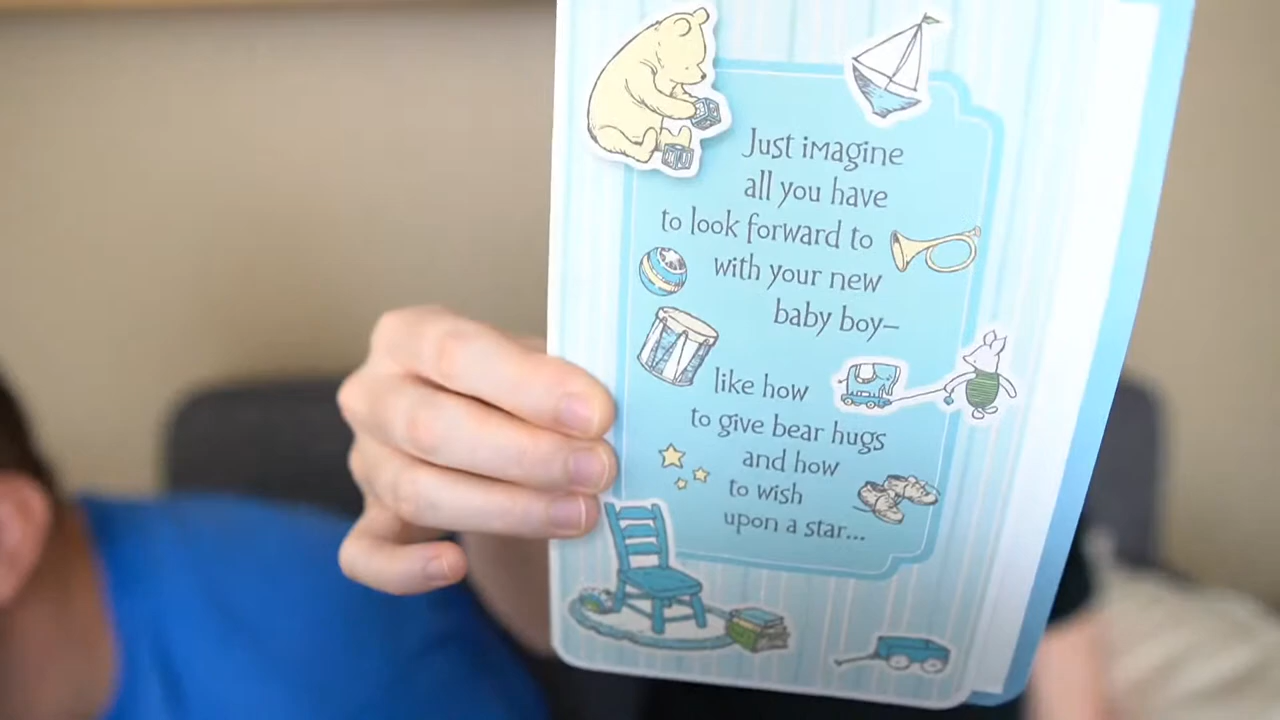 Just imagine
all you have
to look forward to
with your new
baby boy–
like how
to give bear hugs
and how
to wish
upon a star...